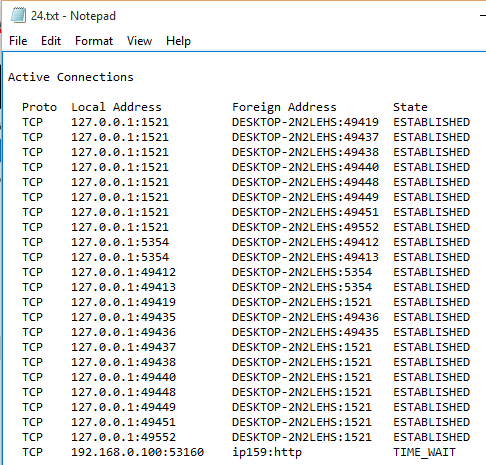 24.txt - Notepad
File Edit Format View Help
Active Connections
Proto Local Address Foreign Address State
TCP 127.0.0.1:1521 DESKTOP-2N2LEHS:49419 ESTABLISHED
TCP 127.0.0.1:1521 DESKTOP-2N2LEHS:49437 ESTABLISHED
TCP 127.0.0.1:1521 DESKTOP-2N2LEHS:49438 ESTABLISHED
TCP 127.0.0.1:1521 DESKTOP-2N2LEHS:49440 ESTABLISHED
TCP 127.0.0.1:1521 DESKTOP-2N2LEHS:49448 ESTABLISHED
TCP 127.0.0.1:1521 DESKTOP-2N2LEHS:49449 ESTABLISHED
TCP 127.0.0.1:1521 DESKTOP-2N2LEHS:49451 ESTABLISHED
TCP 127.0.0.1:1521 DESKTOP-2N2LEHS:49552 ESTABLISHED
TCP 127.0.0.1:5354 DESKTOP-2N2LEHS:49412 ESTABLISHED
TCP 127.0.0.1:5354 DESKTOP-2N2LEHS:49413 ESTABLISHED
TCP 127.0.0.1:49412 DESKTOP-2N2LEHS:5354 ESTABLISHED
TCP 127.0.0.1:49413 DESKTOP-2N2LEHS:5354 ESTABLISHED
TCP 127.0.0.1:49419 DESKTOP-2N2LEHS:1521 ESTABLISHED
TCP 127.0.0.1:49435 DESKTOP-2N2LEHS:49436 ESTABLISHED
TCP 127.0.0.1:49436 DESKTOP-2N2LEHS:49435 ESTABLISHED
TCP 127.0.0.1:49437 DESKTOP-2N2LEHS:1521 ESTABLISHED
TCP 127.0.0.1:49438 DESKTOP-2N2LEHS:1521 ESTABLISHED
TCP 127.0.0.1:49440 DESKTOP-2N2LEHS:1521 ESTABLISHED
TCP 127.0.0.1:49448 DESKTOP-2N2LEHS:1521 ESTABLISHED
TCP 127.0.0.1:49449 DESKTOP-2N2LEHS:1521 ESTABLISHED
TCP 127.0.0.1:49451 DESKTOP-2N2LEHS:1521 ESTABLISHED
TCP 127.0.0.1:49552 DESKTOP-2N2LEHS:1521 ESTABLISHED
TCP 192.168.0.100:53160 ip159:http TIME_WAIT